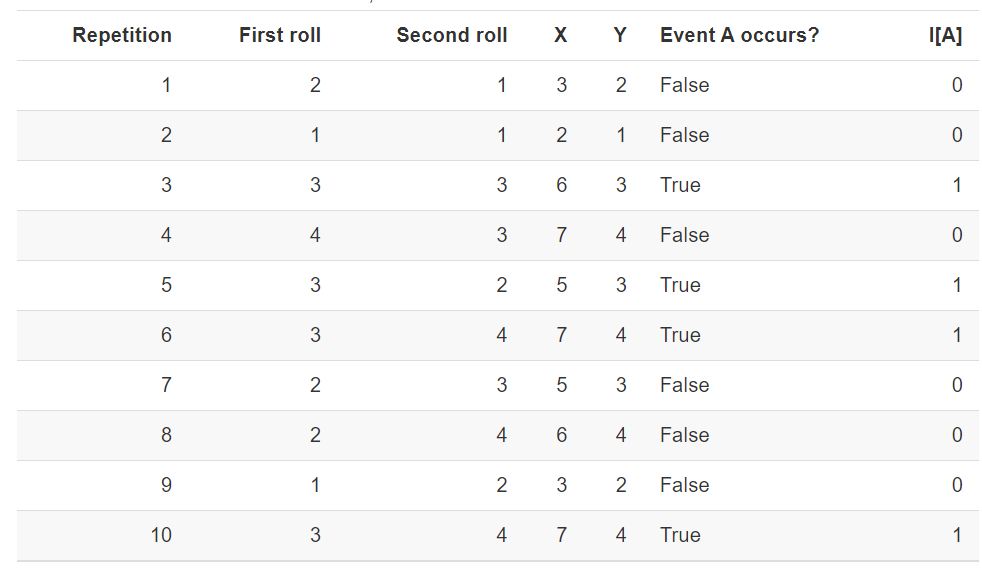 Repetition First roll Second roll X Y Event A occurs? I[A]
1 2 1 3 2 False 0
2 1 1 2 1 False 0
3 3 3 6 3 True 1
4 4 3 7 4 False 0
5 3 2 5 3 True 1
6 3 4 7 4 True 1
7 2 3 5 3 False 0
8 2 4 6 4 False 0
9 1 2 3 2 False 0
10 3 4 7 4 True 1